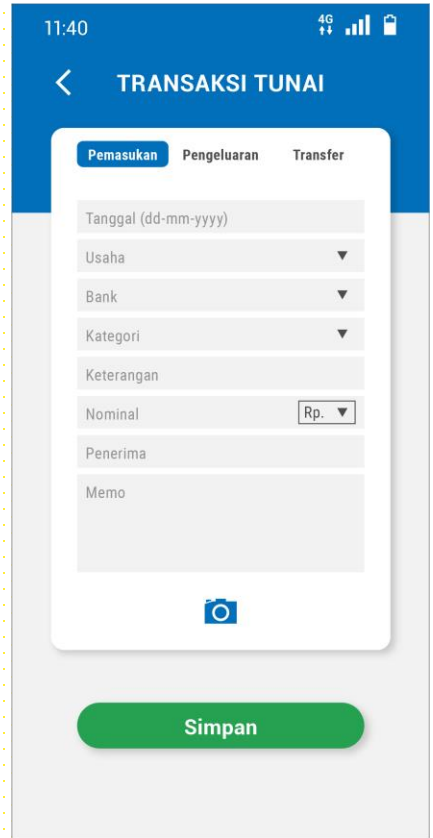 11:40 4G
TRANSAKSI TUNAI
Pemasukan Pengeluaran Transfer
Tanggal (dd-mm-yyyy)
Usaha
Bank
Kategori
Keterangan
Nominal Rp.
Penerima
Memo
Simpan